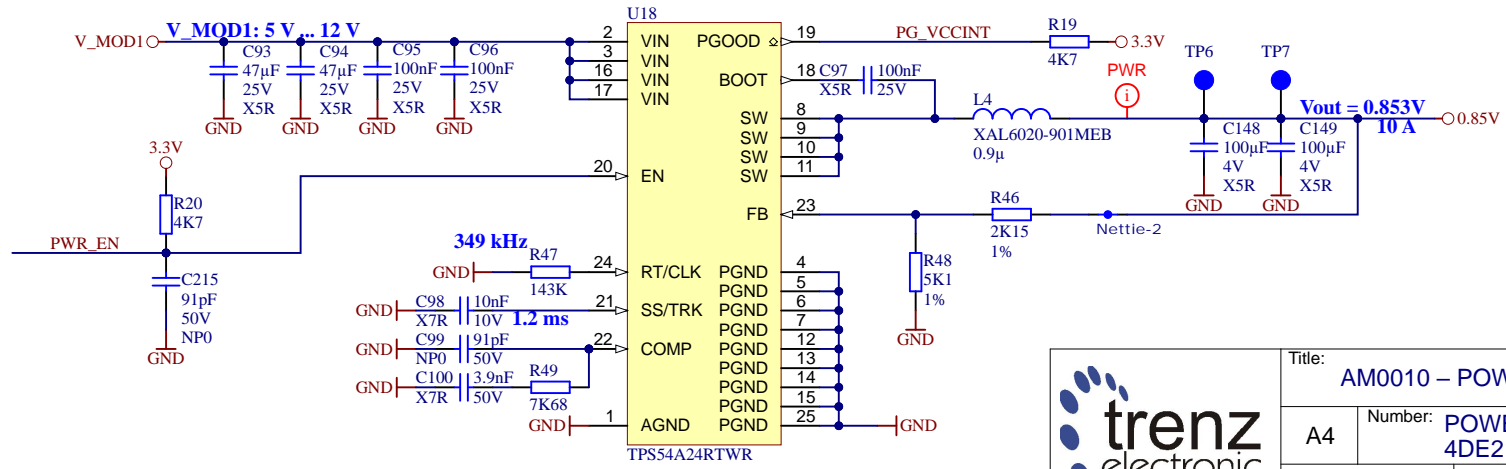 U18
V_MOD1
V_MOD1: 5 V ... 12 V
C93
47µF
25V
X5R
GND
C94
47µF
25V
X5R
GND
C95
100nF
25V
X5R
GND
C96
100nF
25V
X5R
GND
2 VIN
3 VIN
16 VIN
17 VIN
PGOOD 19
PG_VCCINT
R19
4K7
3.3V
BOOT 18
C97
X5R
100nF
25V
SW 8
SW 9
SW 10
SW 11
L4
XAL6020-901MEB
0.9µ
PWR
i
TP6
TP7
Vout = 0.853V
10 A
0.85V
C148
100µF
4V
X5R
GND
C149
100µF
4V
X5R
GND
3.3V
R20
4K7
PWR_EN
C215
91pF
50V
NP0
GND
20 EN
FB 23
R46
2K15
1%
Nettie-2
R48
5K1
1%
GND
349 kHz
GND
R47
143K
24 RT/CLK
GND
C98
X7R
10nF
10V
1.2 ms
21 SS/TRK
GND
C99
NP0
91pF
50V
22 COMP
GND
C100
X7R
3.9nF
50V
R49
7K68
GND
1 AGND
PGND 4
PGND 5
PGND 6
PGND 7
PGND 12
PGND 13
PGND 14
PGND 15
PGND 25
GND
TPS54A24RTWR
trenz
electronic
Title:
AM0010 – POW
A4
Number:
POWE
4DE2